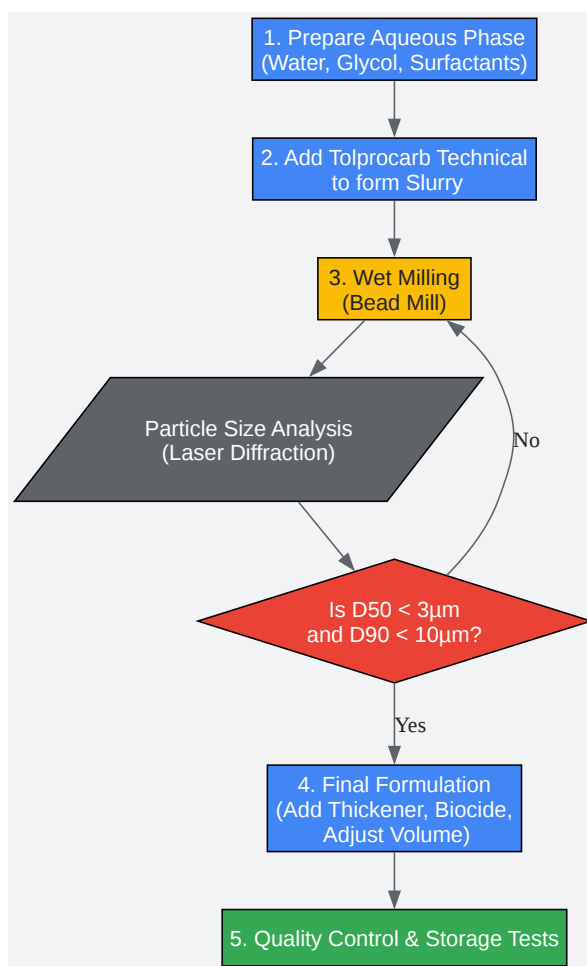 1. Prepare Aqueous Phase
(Water, Glycol, Surfactants)
2. Add Tolprocarb Technical
to form Slurry
3. Wet Milling
(Bead Mill)
Particle Size Analysis
(Laser Diffraction)
No
Is D50 < 3µm
and D90 < 10µm?
Yes
4. Final Formulation
(Add Thickener, Biocide,
Adjust Volume)
5. Quality Control & Storage Tests